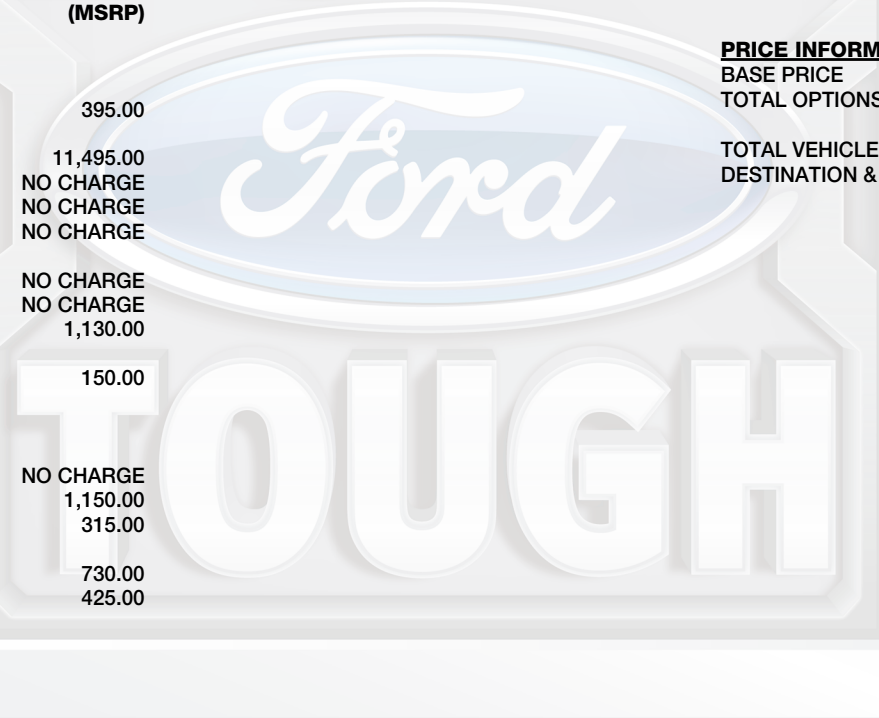 (MSRP)
395.00
11,495.00
NO CHARGE
NO CHARGE
NO CHARGE
NO CHARGE
NO CHARGE
1,130.00
150.00
NO CHARGE
1,150.00
315.00
730.00
425.00
PRICE INFORM
BASE PRICE
TOTAL OPTIONS
TOTAL VEHICLE
DESTINATION &
Ford
TOUGH